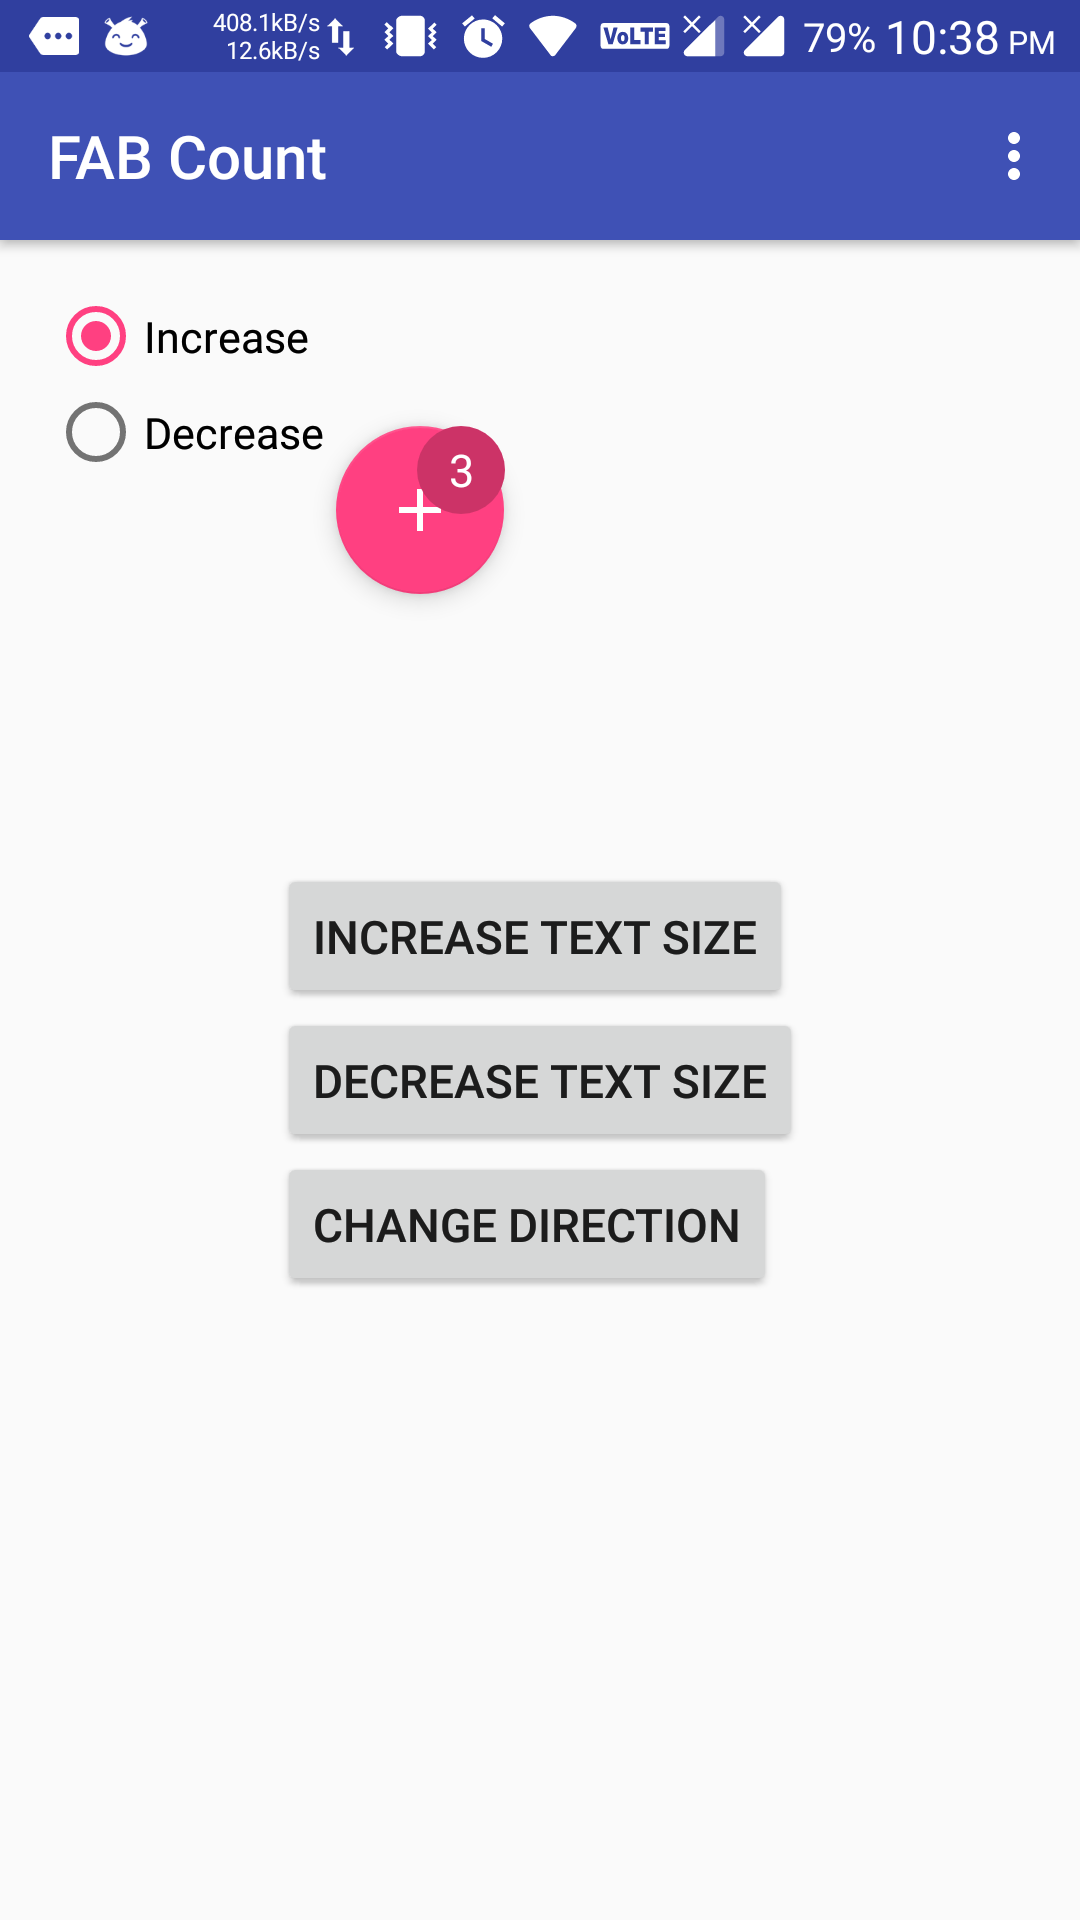 408.1kB/s
12.6kB/s
VoLTE 79% 10:38 PM
FAB Count
Increase
Decrease
3
INCREASE TEXT SIZE
DECREASE TEXT SIZE
CHANGE DIRECTION